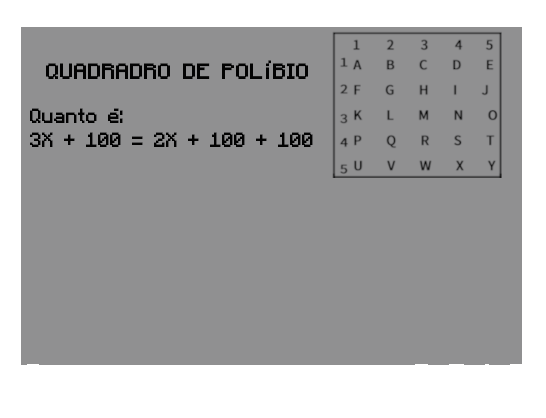 QUADRADRO DE POLÍBIO
Quanto é:
3X + 100 = 2X + 100 + 100
1 2 3 4 5
1 A B C D E
2 F G H I J
3 K L M N O
4 P Q R S T
5 U V W X Y